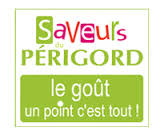 saveurs
du
PÉRIGORD
le goût
un point c'est tout !